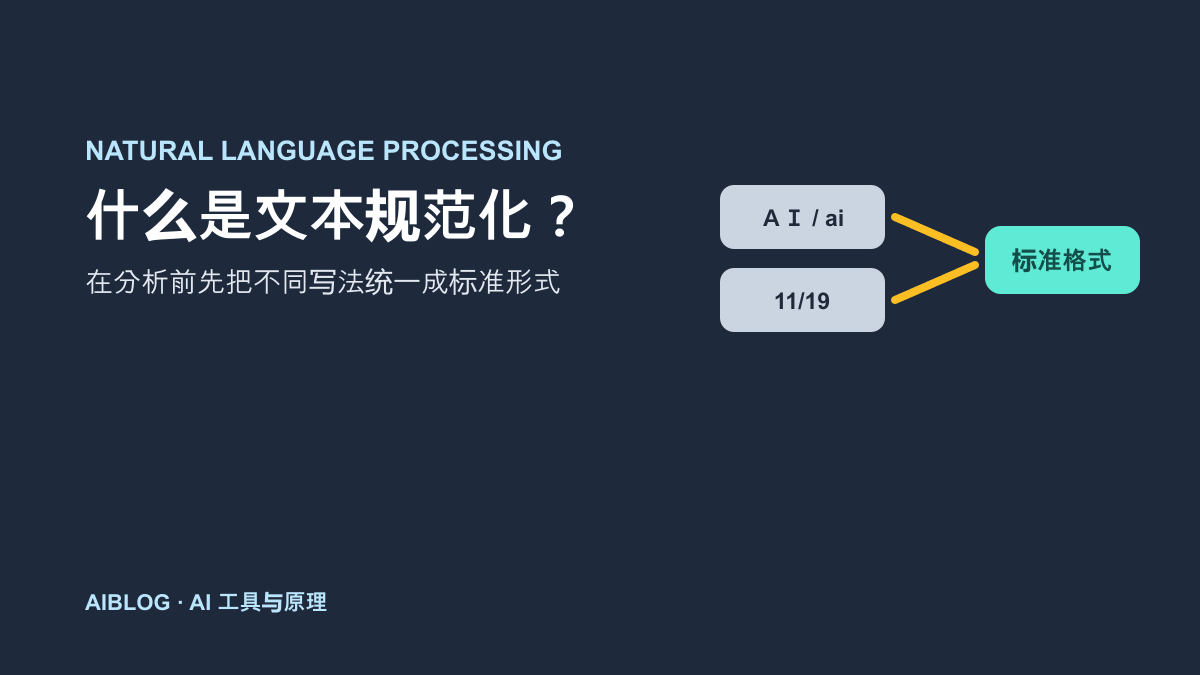 NATURAL LANGUAGE PROCESSING
什么是文本规范化？
在分析前先把不同写法统一成标准形式
ＡＩ / ai
11/19
标准格式
AIBLOG · AI 工具与原理